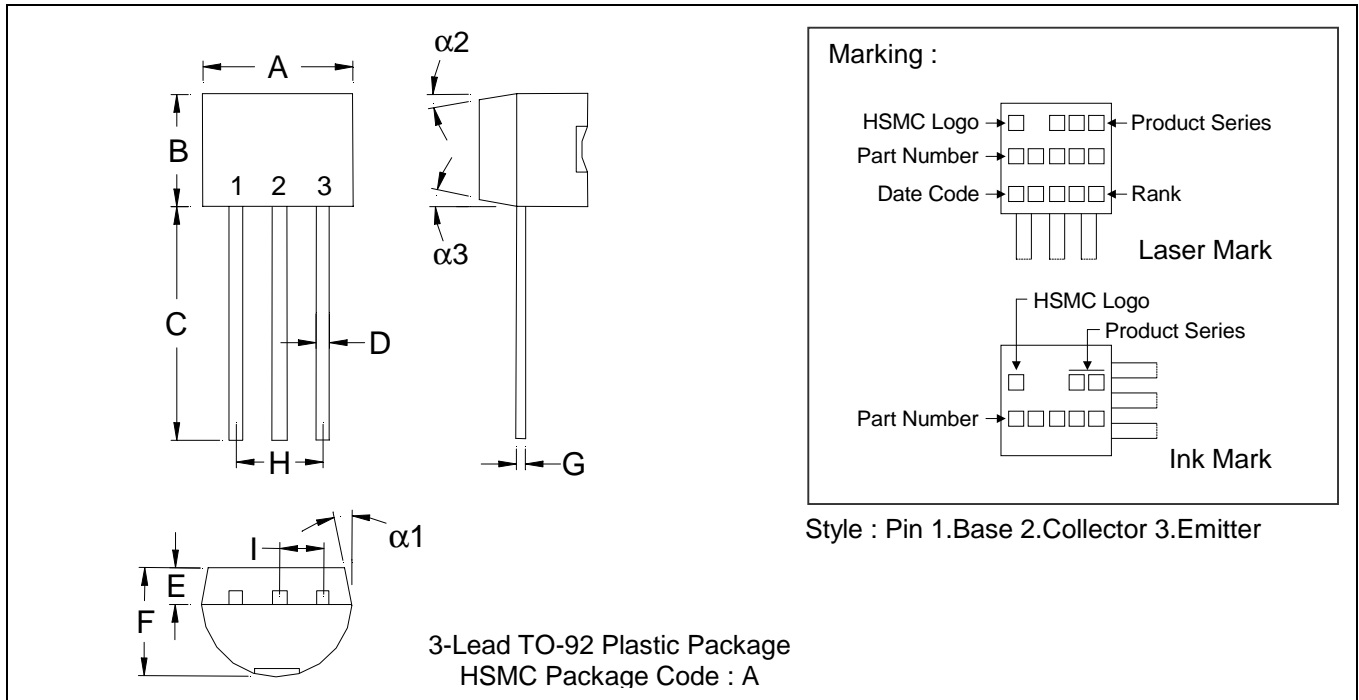 α2
A
B
1 2 3
α3
C
D
H
G
α1
I
E
F
3-Lead TO-92 Plastic Package
HSMC Package Code : A
Marking :
HSMC Logo
Product Series
Part Number
Date Code
Rank
Laser Mark
HSMC Logo
Product Series
Part Number
Ink Mark
Style : Pin 1.Base 2.Collector 3.Emitter